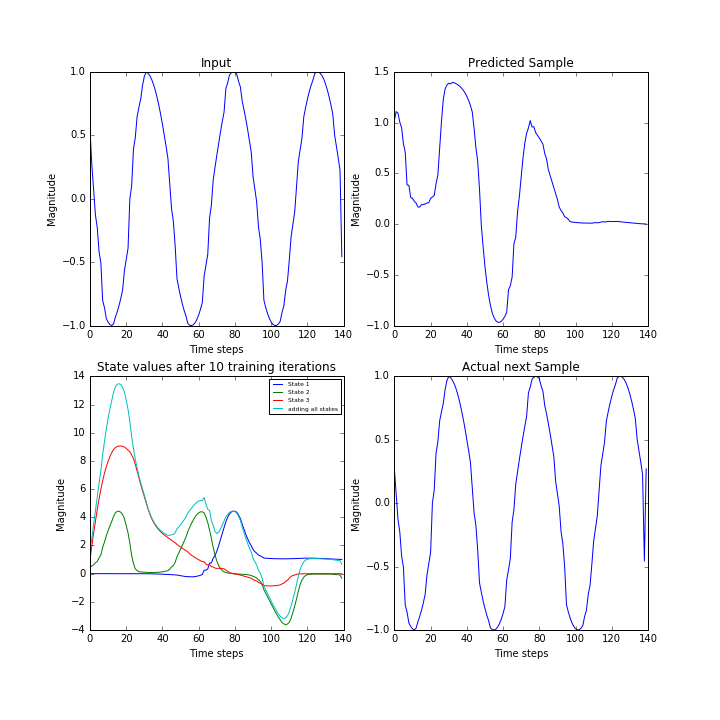 Input
Magnitude
1.0
0.5
0.0
−0.5
−1.0
0 20 40 60 80 100 120 140
Time steps
Predicted Sample
Magnitude
1.5
1.0
0.5
0.0
−0.5
−1.0
0 20 40 60 80 100 120 140
Time steps
State values after 10 training iterations
Magnitude
14
12
10
8
6
4
2
0
−2
−4
0 20 40 60 80 100 120 140
Time steps
State 1
State 2
State 3
adding all states
Actual next Sample
Magnitude
1.0
0.5
0.0
−0.5
−1.0
0 20 40 60 80 100 120 140
Time steps